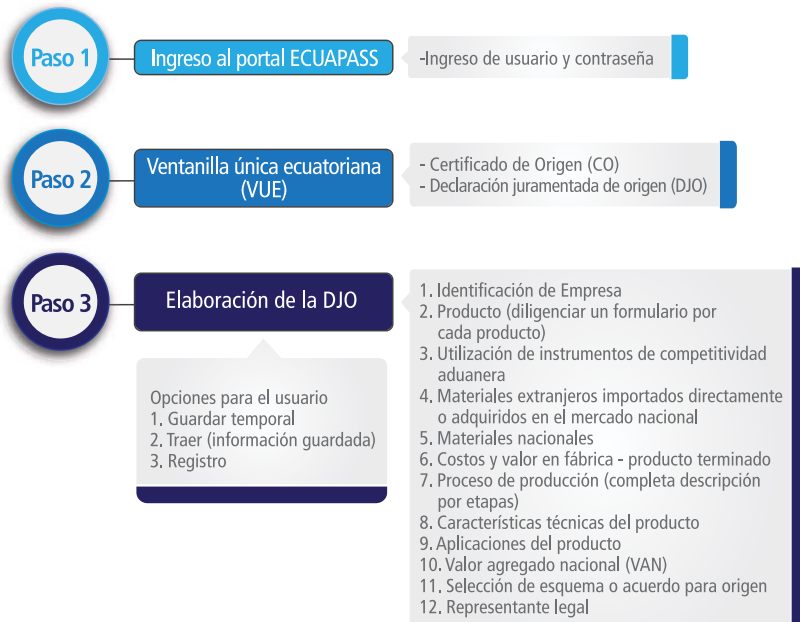 Paso 1
Ingreso al portal ECUAPASS
-Ingreso de usuario y contraseña
Paso 2
Ventanilla única ecuatoriana
(VUE)
- Certificado de Origen (CO)
- Declaración juramentada de origen (DJO)
Paso 3
Elaboración de la DJO
Opciones para el usuario
1. Guardar temporal
2. Traer (información guardada)
3. Registro
1. Identificación de Empresa
2. Producto (diligenciar un formulario por
cada producto)
3. Utilización de instrumentos de competitividad
aduanera
4. Materiales extranjeros importados directamente
o adquiridos en el mercado nacional
5. Materiales nacionales
6. Costos y valor en fábrica - producto terminado
7. Proceso de producción (completa descripción
por etapas)
8. Características técnicas del producto
9. Aplicaciones del producto
10. Valor agregado nacional (VAN)
11. Selección de esquema o acuerdo para origen
12. Representante legal